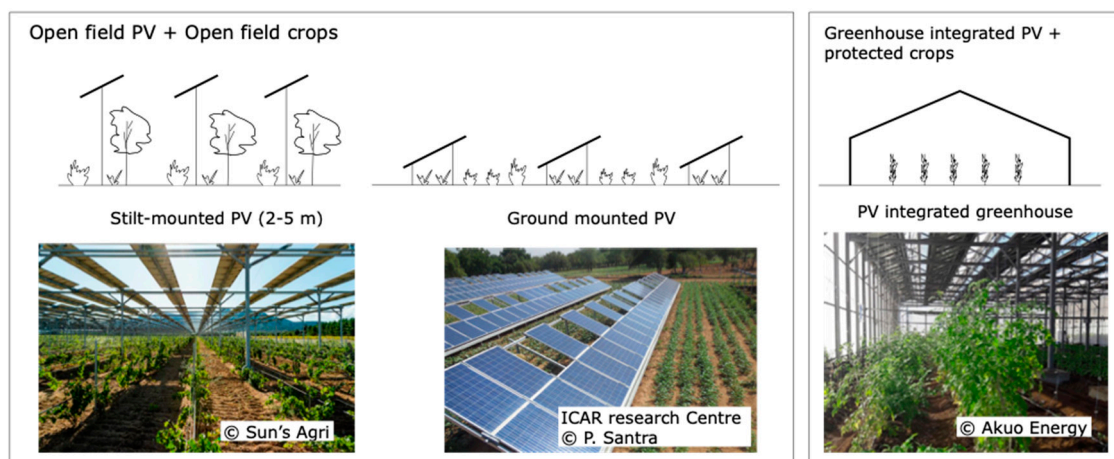 Open field PV + Open field crops
Greenhouse integrated PV +
protected crops
Stilt-mounted PV (2-5 m)
Ground mounted PV
PV integrated greenhouse
© Sun's Agri
ICAR research Centre
© P. Santra
© Akuo Energy